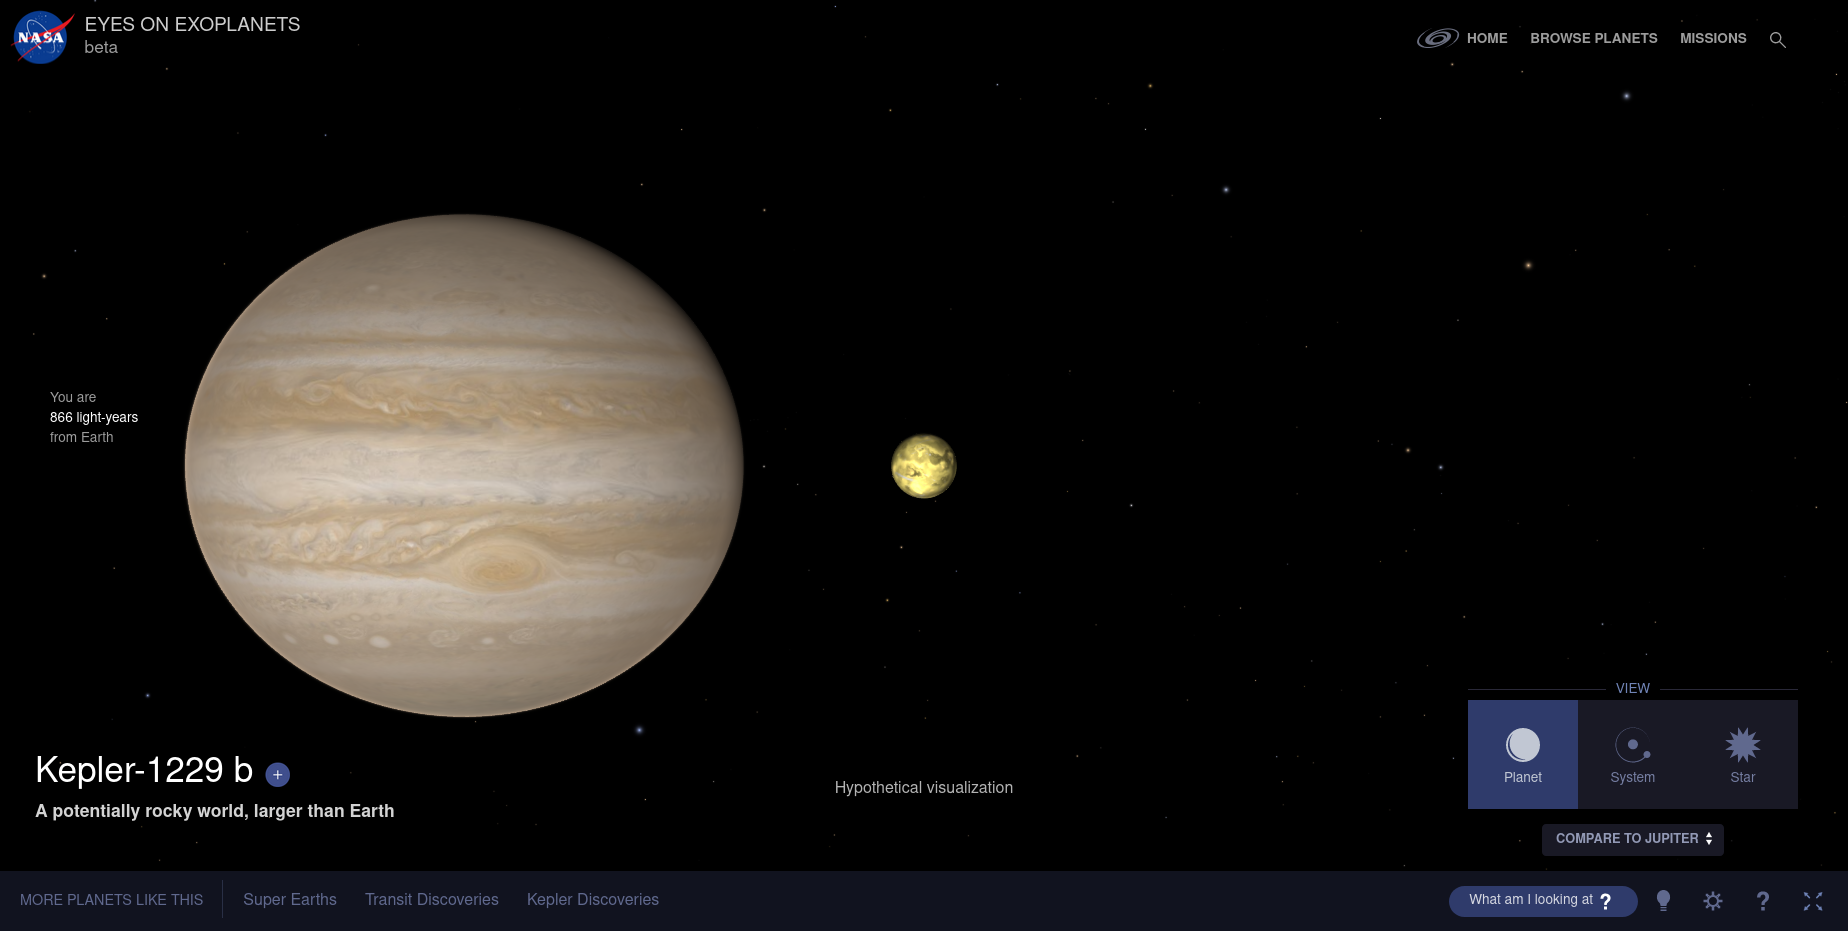 NASA
EYES ON EXOPLANETS
beta
HOME
BROWSE PLANETS
MISSIONS
You are
866 light-years
from Earth
Kepler-1229 b +
A potentially rocky world, larger than Earth
Hypothetical visualization
VIEW
Planet
System
Star
COMPARE TO JUPITER
MORE PLANETS LIKE THIS
Super Earths
Transit Discoveries
Kepler Discoveries
What am I looking at ?
?